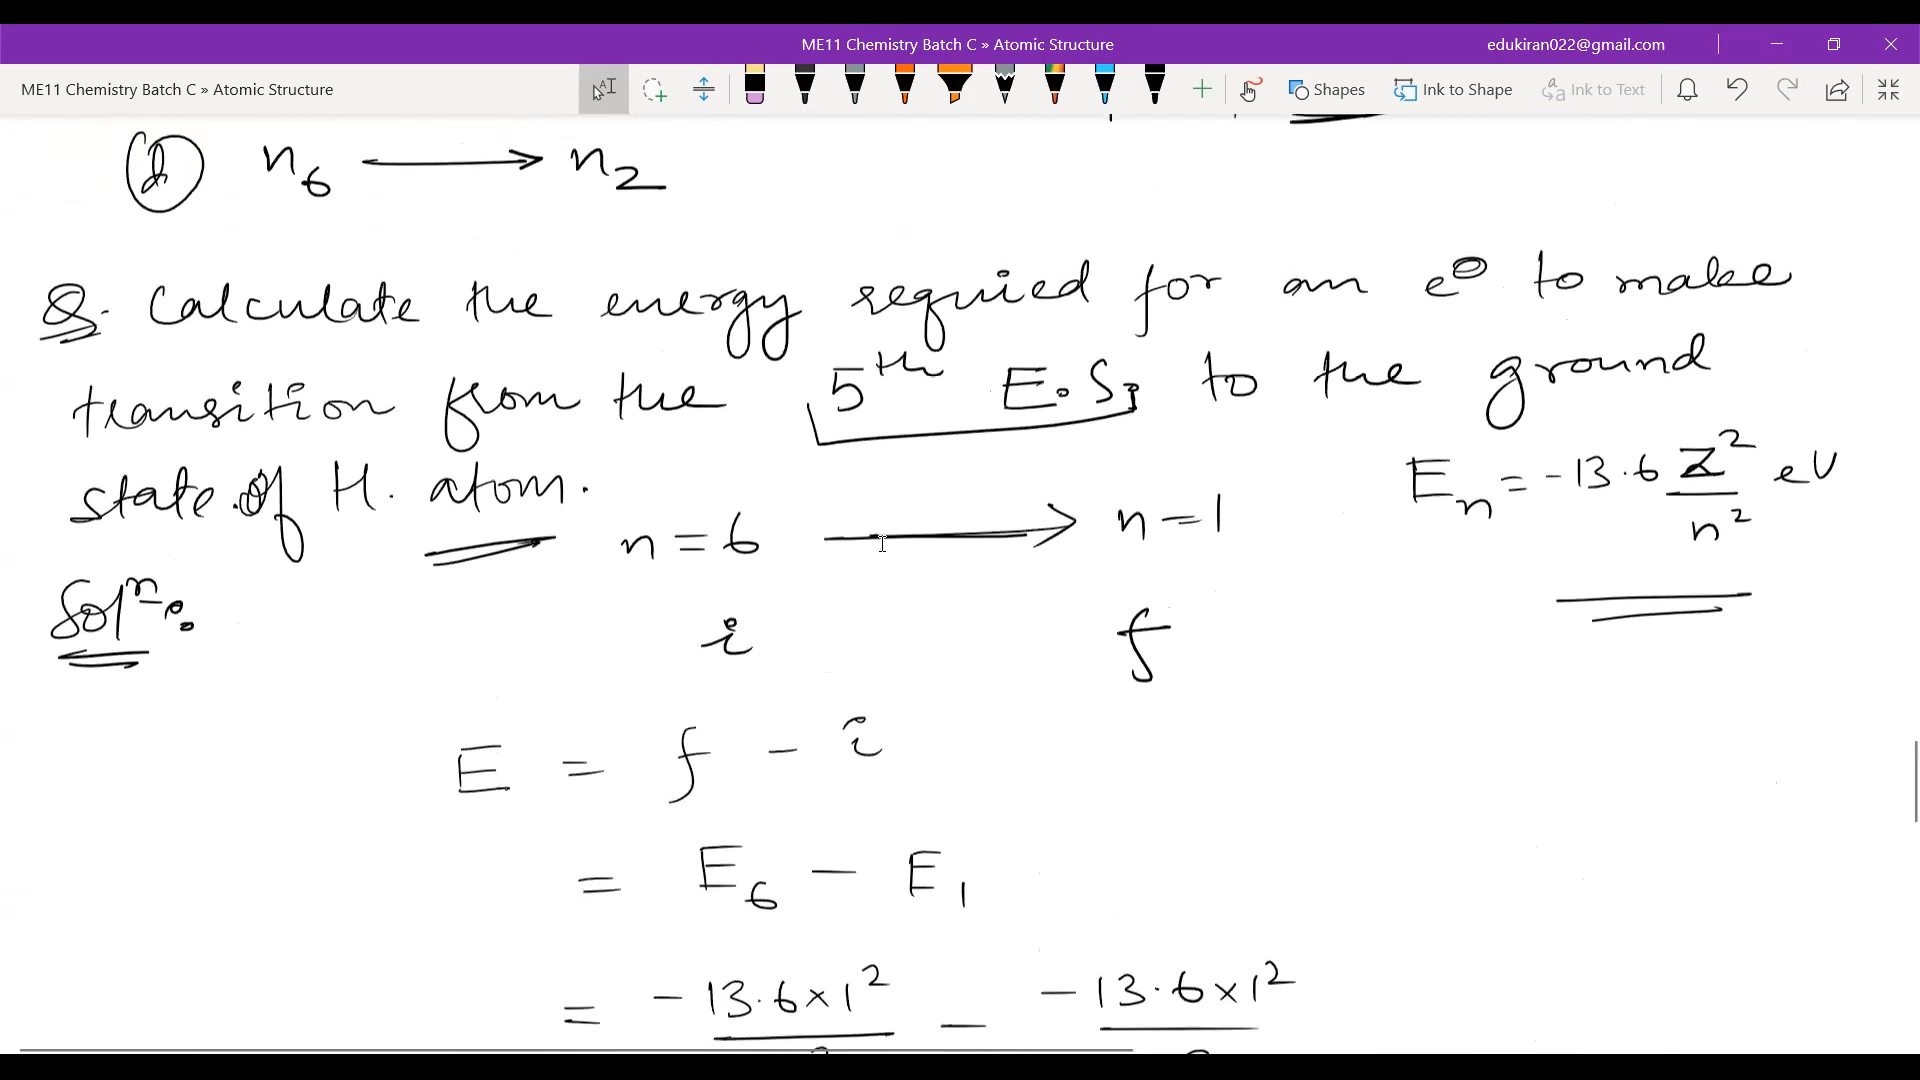 ME11 Chemistry Batch C » Atomic Structure
edukiran022@gmail.com
ME11 Chemistry Batch C » Atomic Structure
Shapes
Ink to Shape
Ink to Text
(d) n₆ ⟶ n₂
Q. Calculate the energy requied for an e⊖ to make
transition from the 5th E.S. to the ground
state of H. atom.
Eₙ = -13.6 Z²/n² eV
n = 6 ⟶ n = 1
Solⁿ:
i f
E = f - i
= E₆ - E₁
= -13.6×1² - -13.6×1²